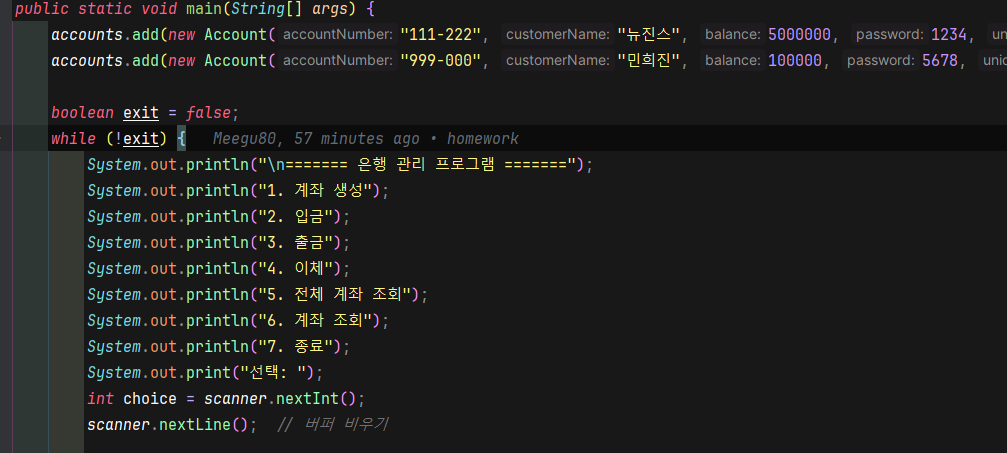 public static void main(String[] args) {
accounts.add(new Account( accountNumber: "111-222", customerName: "뉴진스", balance: 5000000, password: 1234,
accounts.add(new Account( accountNumber: "999-000", customerName: "민희진", balance: 100000, password: 5678,
boolean exit = false;
while (!exit) { Meegu80, 57 minutes ago • homework
System.out.println("\n======= 은행 관리 프로그램 =======");
System.out.println("1. 계좌 생성");
System.out.println("2. 입금");
System.out.println("3. 출금");
System.out.println("4. 이체");
System.out.println("5. 전체 계좌 조회");
System.out.println("6. 계좌 조회");
System.out.println("7. 종료");
System.out.print("선택: ");
int choice = scanner.nextInt();
scanner.nextLine(); // 버퍼 비우기